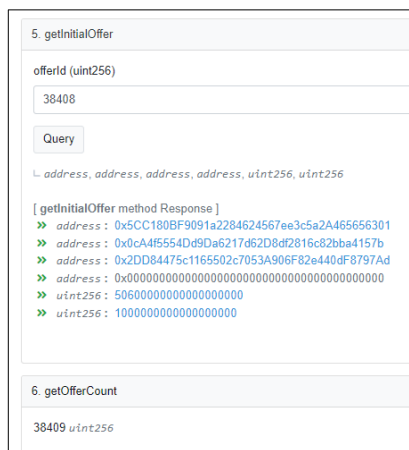 5. getInitialOffer
offerId (uint256)
38408
Query
address, address, address, address, uint256, uint256
[ getInitialOffer method Response ]
address : 0x5CC180BF9091a2284624567ee3c5a2A465656301
address : 0x0cA4f5554Dd9Da6217d62D8df2816c82bba4157b
address : 0x2DD84475c1165502c7053A906F82e440dF8797Ad
address : 0x0000000000000000000000000000000000000000
uint256 : 50600000000000000000
uint256 : 1000000000000000000
6. getOfferCount
38409 uint256